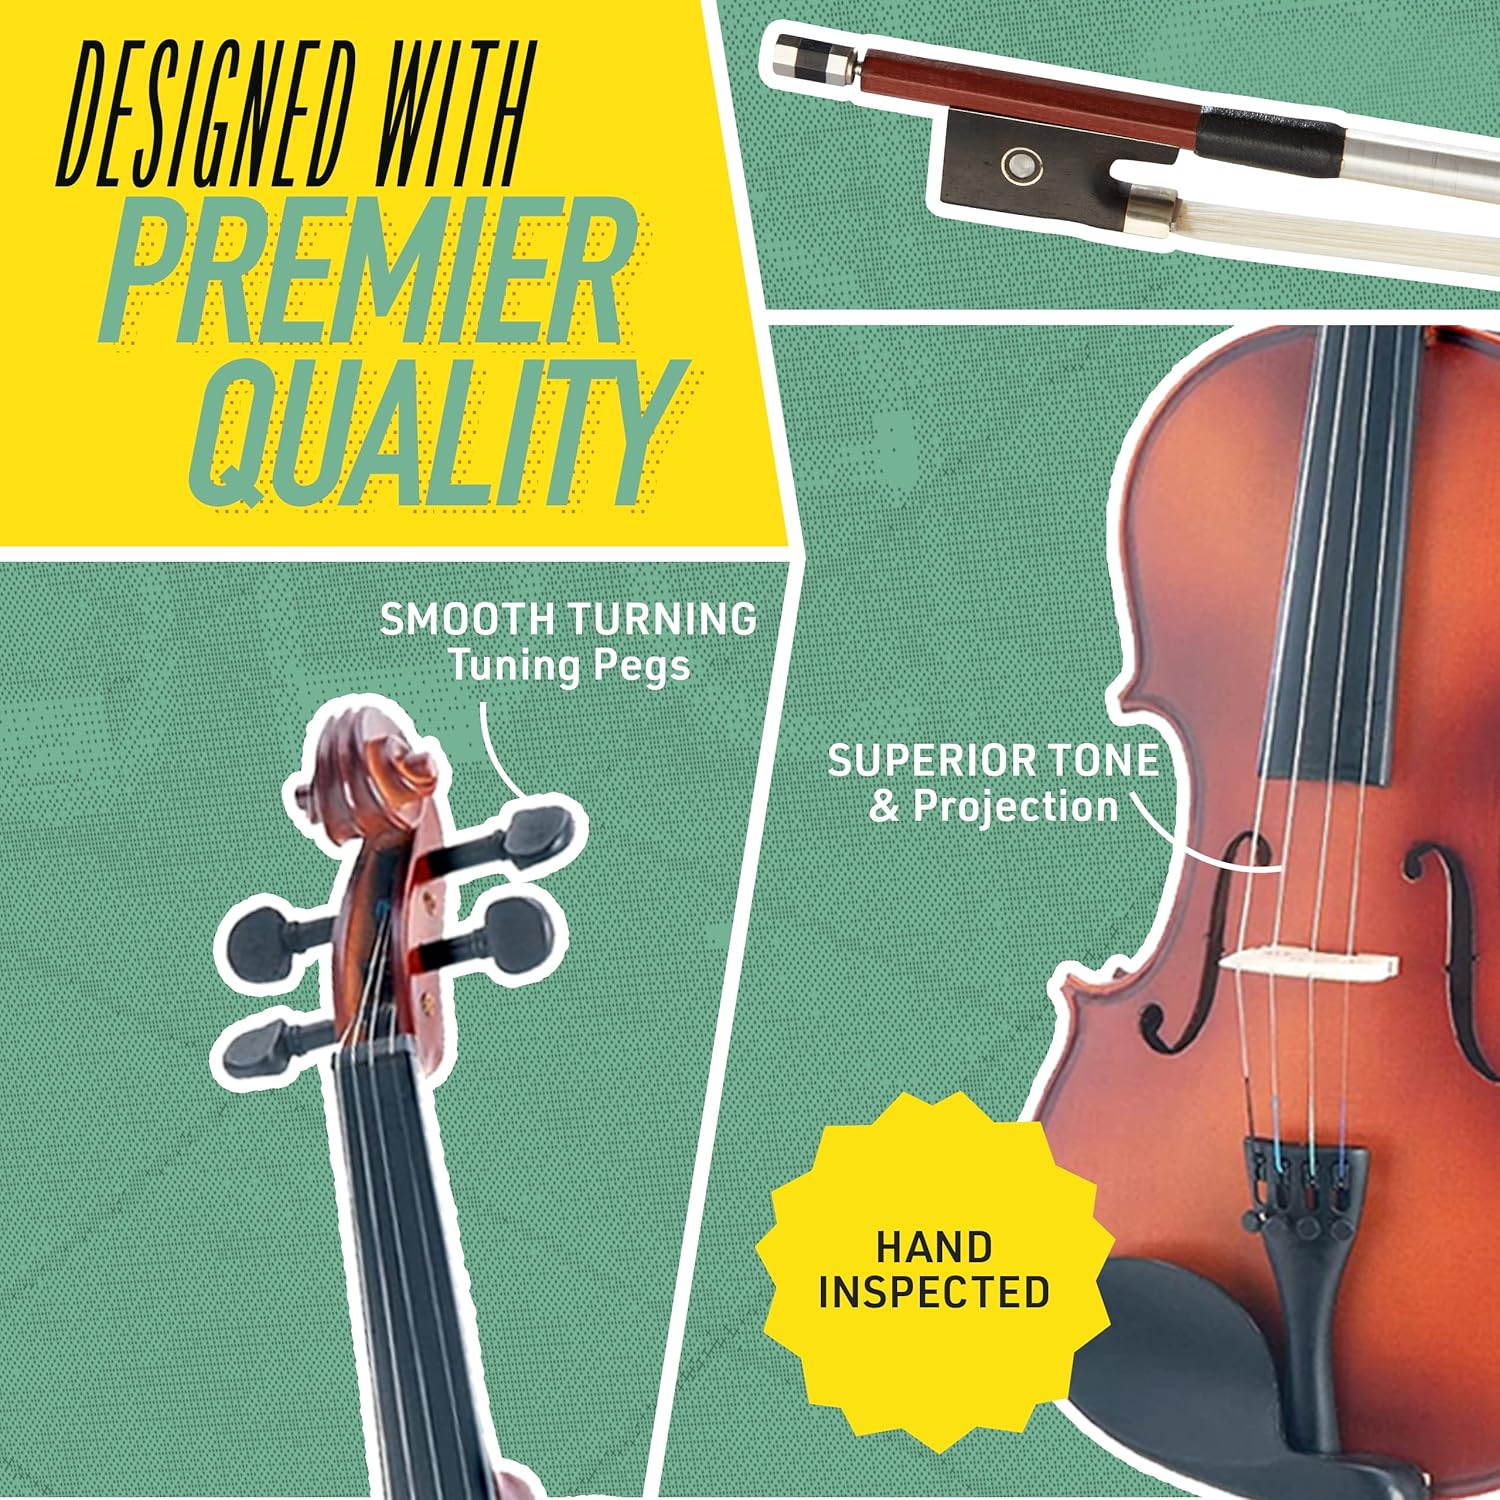 DESIGNED WITH
PREMIER
QUALITY
SMOOTH TURNING
Tuning Pegs
SUPERIOR TONE
& Projection
HAND
INSPECTED